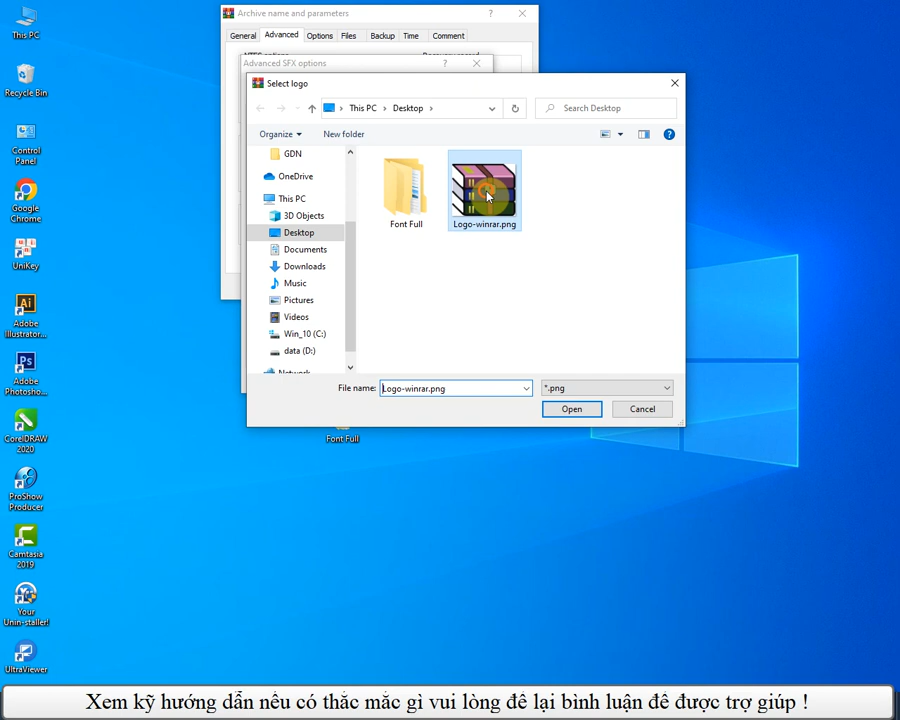 This PC
Recycle Bin
Control
Panel
Google
Chrome
UniKey
Adobe
Illustrator...
Adobe
Photosho...
CorelDRAW
2020
ProShow
Producer
Camtasia
2019
Your
Unin-staller!
UltraViewer
Archive name and parameters
General
Advanced
Options
Files
Backup
Time
Comment
Advanced SFX options
Select logo
This PC > Desktop >
Search Desktop
Organize
New folder
GDN
OneDrive
This PC
3D Objects
Desktop
Documents
Downloads
Music
Pictures
Videos
Win_10 (C:)
data (D:)
Network
Font Full
Logo-winrar.png
File name:
Logo-winrar.png
*.png
Open
Cancel
Font Full
Xem kỹ hướng dẫn nếu có thắc mắc gì vui lòng để lại bình luận để được trợ giúp !